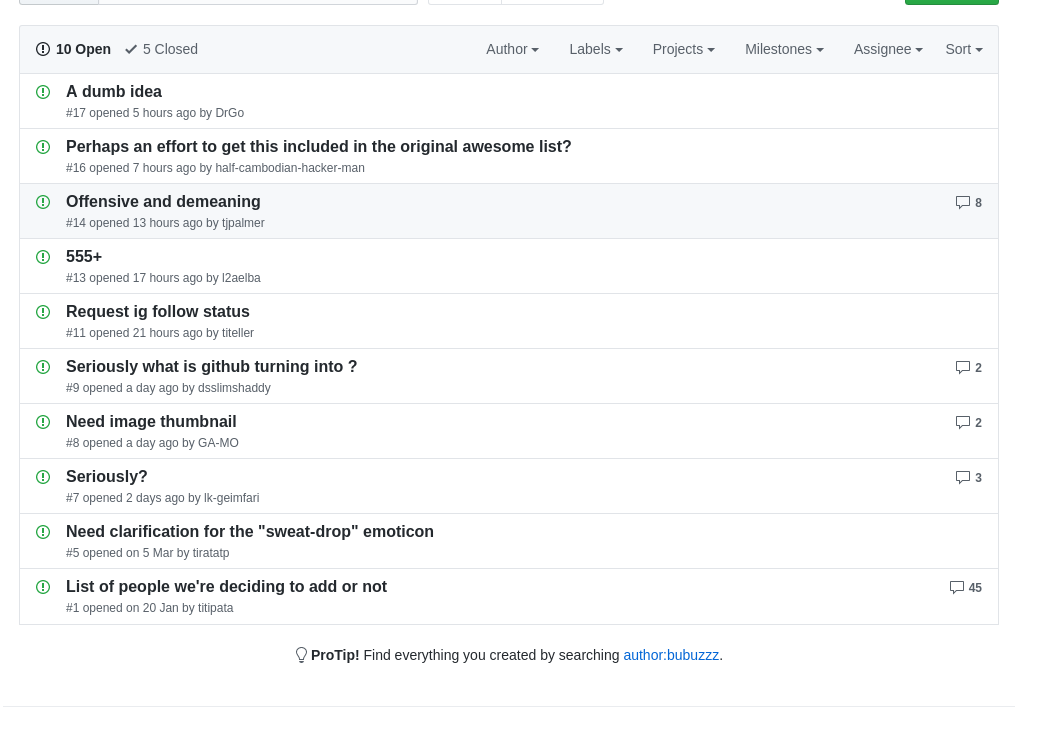 10 Open 5 Closed Author Labels Projects Milestones Assignee Sort
A dumb idea
#17 opened 5 hours ago by DrGo
Perhaps an effort to get this included in the original awesome list?
#16 opened 7 hours ago by half-cambodian-hacker-man
Offensive and demeaning 8
#14 opened 13 hours ago by tjpalmer
555+
#13 opened 17 hours ago by l2aelba
Request ig follow status
#11 opened 21 hours ago by titeller
Seriously what is github turning into ? 2
#9 opened a day ago by dsslimshaddy
Need image thumbnail 2
#8 opened a day ago by GA-MO
Seriously? 3
#7 opened 2 days ago by lk-geimfari
Need clarification for the "sweat-drop" emoticon
#5 opened on 5 Mar by tiratatp
List of people we're deciding to add or not 45
#1 opened on 20 Jan by titipata
ProTip! Find everything you created by searching author:bubuzzz.